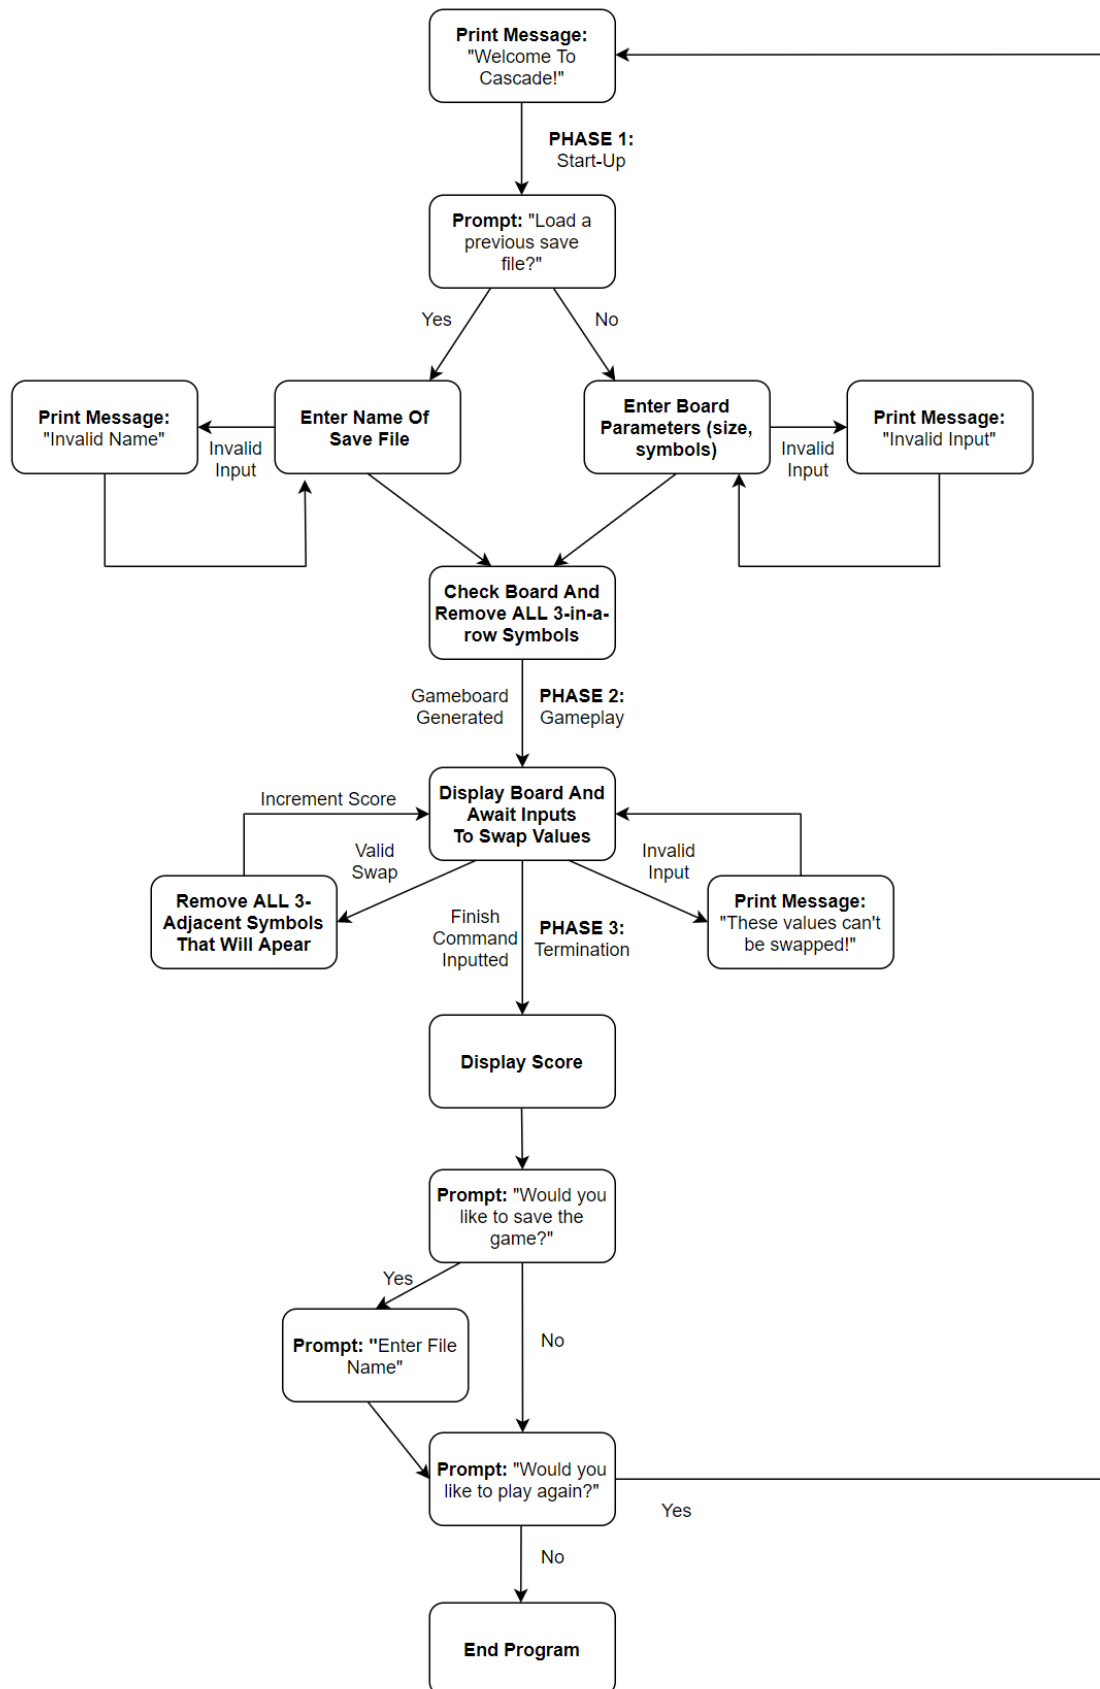 Print Message:
"Welcome To
Cascade!"
PHASE 1:
Start-Up
Prompt: "Load a
previous save
file?"
Yes
No
Print Message:
"Invalid Name"
Invalid
Input
Enter Name Of
Save File
Enter Board
Parameters (size,
symbols)
Invalid
Input
Print Message:
"Invalid Input"
Check Board And
Remove ALL 3-in-a-
row Symbols
Gameboard
Generated
PHASE 2:
Gameplay
Display Board And
Await Inputs
To Swap Values
Increment Score
Valid
Swap
Invalid
Input
Remove ALL 3-
Adjacent Symbols
That Will Apear
Finish
Command
Inputted
PHASE 3:
Termination
Print Message:
"These values can't
be swapped!"
Display Score
Prompt: "Would you
like to save the
game?"
Yes
No
Prompt: "Enter File
Name"
Prompt: "Would you
like to play again?"
Yes
No
End Program